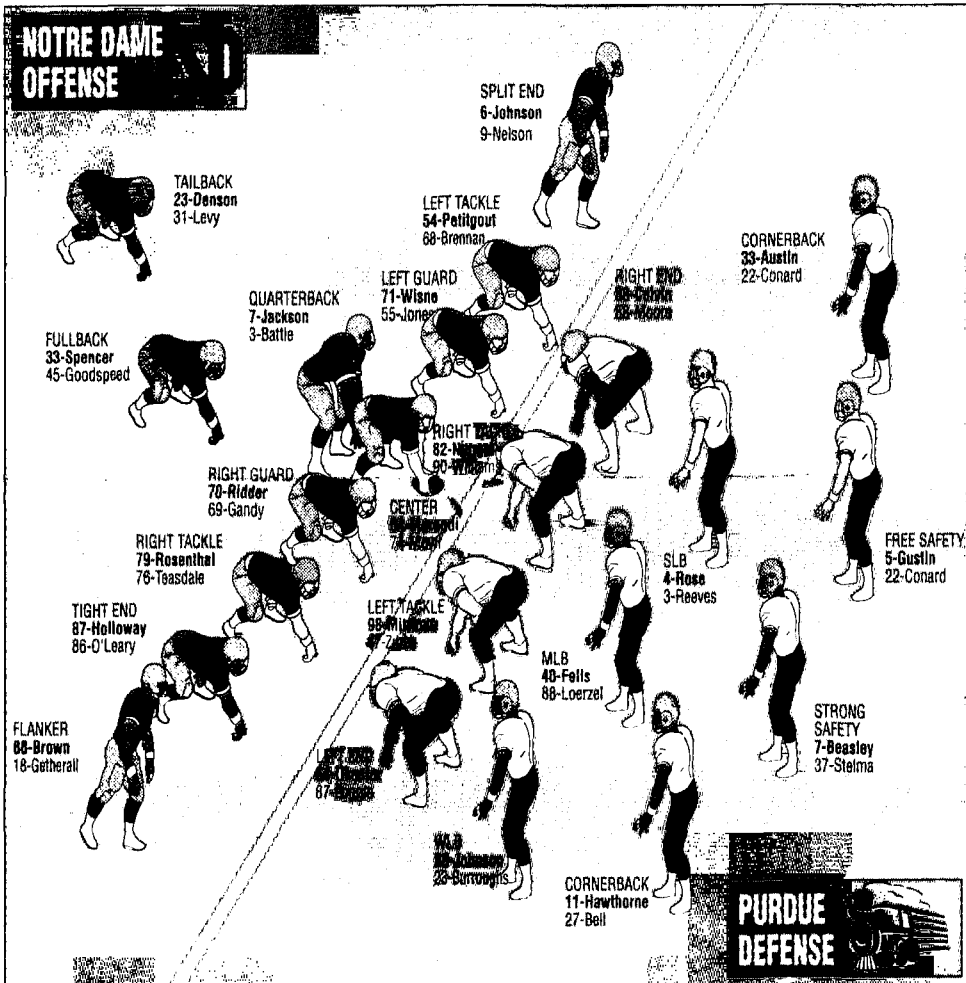 NOTRE DAME
OFFENSE
SPLIT END
6-Johnson
9-Nelson
TAILBACK
23-Denson
31-Levy
LEFT TACKLE
54-Petitgout
68-Brennan
CORNERBACK
33-Austin
22-Conard
LEFT GUARD
71-Wisne
55-Jones
RIGHT END
QUARTERBACK
7-Jackson
3-Battle
FULLBACK
33-Spencer
45-Goodspeed
RIGHT
RIGHT GUARD
70-Ridder
69-Gandy
CENTER
RIGHT TACKLE
79-Rosenthal
76-Teasdale
FREE SAFETY
5-Gustin
22-Conard
SLB
4-Rose
3-Reeves
TIGHT END
87-Holloway
86-O'Leary
LEFT TACKLE
MLB
40-Fells
88-Loerzel
FLANKER
88-Brown
18-Getherall
STRONG
SAFETY
7-Beasley
37-Stelma
LEFT END
WLB
23-Burroughs
CORNERBACK
11-Hawthorne
27-Bell
PURDUE
DEFENSE